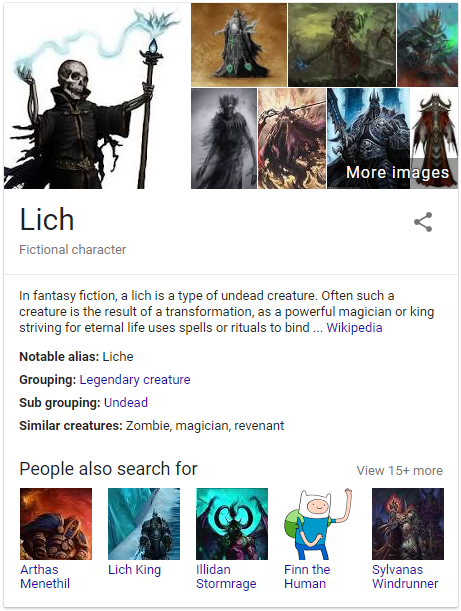 More images
Lich
Fictional character
In fantasy fiction, a lich is a type of undead creature. Often such a
creature is the result of a transformation, as a powerful magician or king
striving for eternal life uses spells or rituals to bind ... Wikipedia
Notable alias: Liche
Grouping: Legendary creature
Sub grouping: Undead
Similar creatures: Zombie, magician, revenant
People also search for
View 15+ more
Arthas
Menethil
Lich King
Illidan
Stormrage
Finn the
Human
Sylvanas
Windrunner